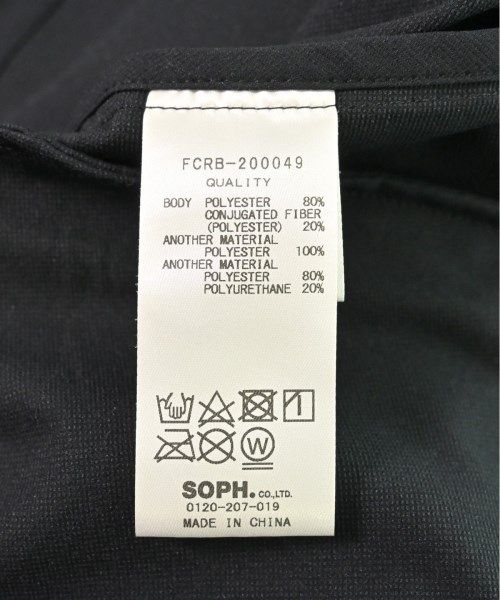 FCRB-200049
QUALITY
BODY POLYESTER 80%
CONJUGATED FIBER
(POLYESTER) 20%
ANOTHER MATERIAL
POLYESTER 100%
ANOTHER MATERIAL
POLYESTER 80%
POLYURETHANE 20%
W
SOPH. CO.,LTD.
0120-207-019
MADE IN CHINA